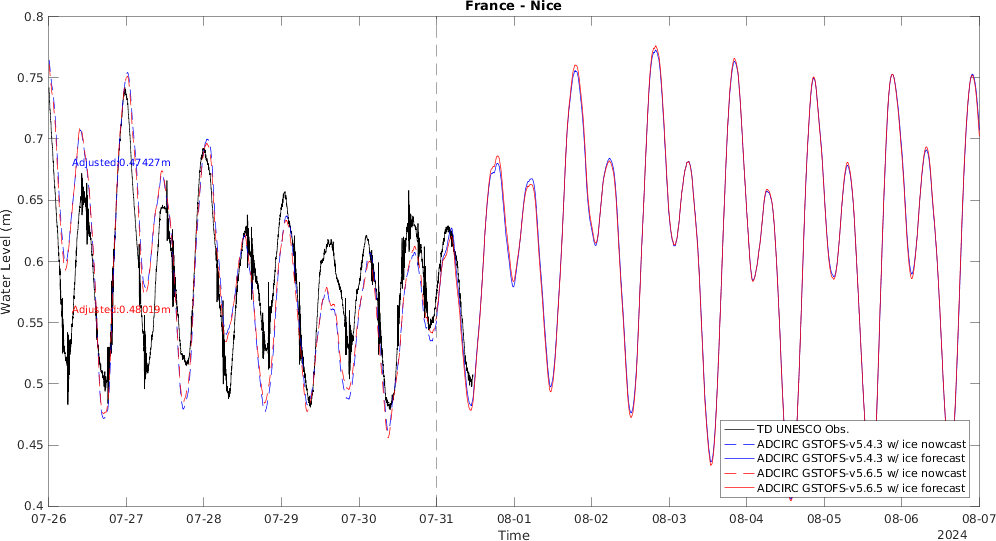 France - Nice
0.8
0.75
0.7
0.65
0.6
0.55
0.5
0.45
0.4
Water Level (m)
Adjusted:0.47427m
Adjusted:0.48019m
TD UNESCO Obs.
ADCIRC GSTOFS-v5.4.3 w/ ice nowcast
ADCIRC GSTOFS-v5.4.3 w/ ice forecast
ADCIRC GSTOFS-v5.6.5 w/ ice nowcast
ADCIRC GSTOFS-v5.6.5 w/ ice forecast
07-26 07-27 07-28 07-29 07-30 07-31 08-01 08-02 08-03 08-04 08-05 08-06 08-07
Time
2024